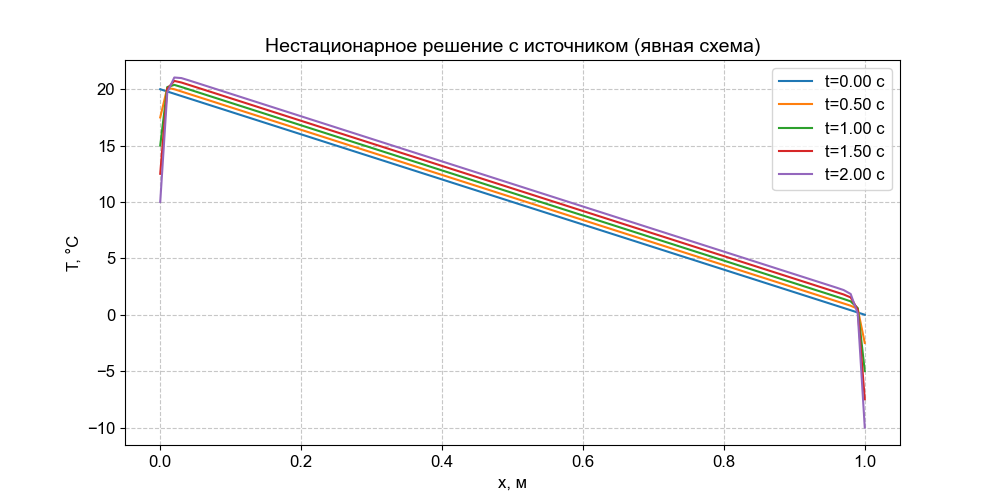 Нестационарное решение с источником (явная схема)
T, °C
20
15
10
5
0
−5
−10
0.0
0.2
0.4
0.6
0.8
1.0
x, м
t=0.00 с
t=0.50 с
t=1.00 с
t=1.50 с
t=2.00 с